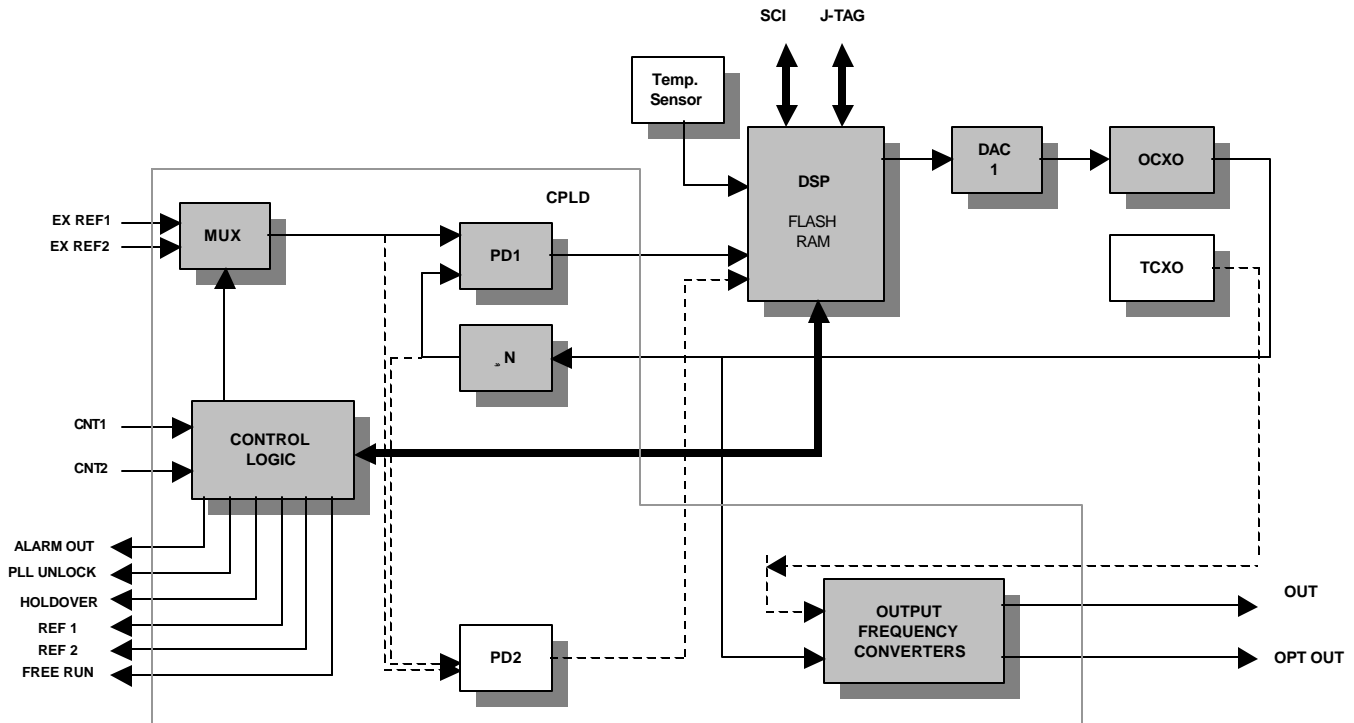 SCI J-TAG
Temp.
Sensor
DSP
FLASH
RAM
DAC
1
OCXO
TCXO
CPLD
EX REF1
EX REF2
MUX
PD1
N
CNT1
CNT2
CONTROL
LOGIC
ALARM OUT
PLL UNLOCK
HOLDOVER
REF 1
REF 2
FREE RUN
PD2
OUTPUT
FREQUENCY
CONVERTERS
OUT
OPT OUT